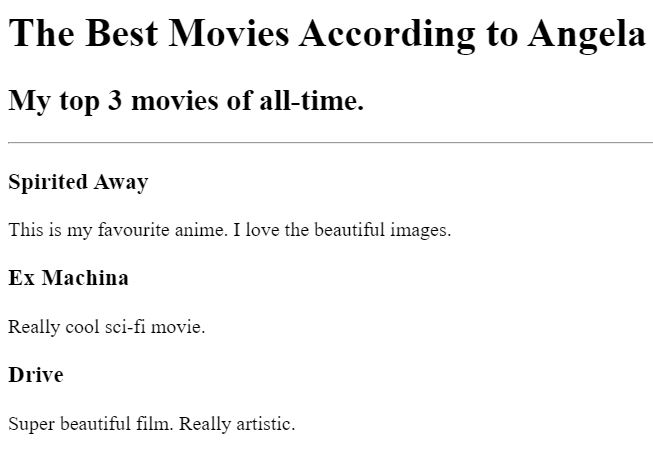 The Best Movies According to Angela
My top 3 movies of all-time.
Spirited Away
This is my favourite anime. I love the beautiful images.
Ex Machina
Really cool sci-fi movie.
Drive
Super beautiful film. Really artistic.